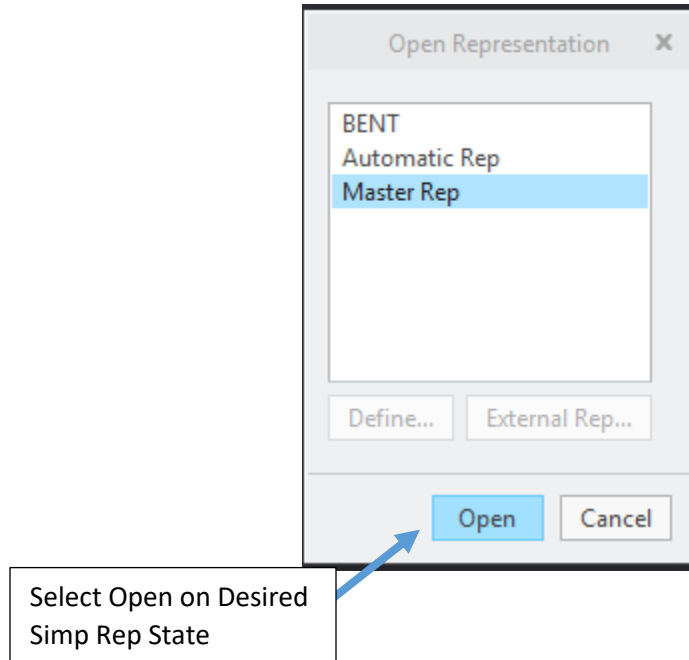 Open Representation
BENT
Automatic Rep
Master Rep
Define... External Rep...
Open Cancel
Select Open on Desired
Simp Rep State